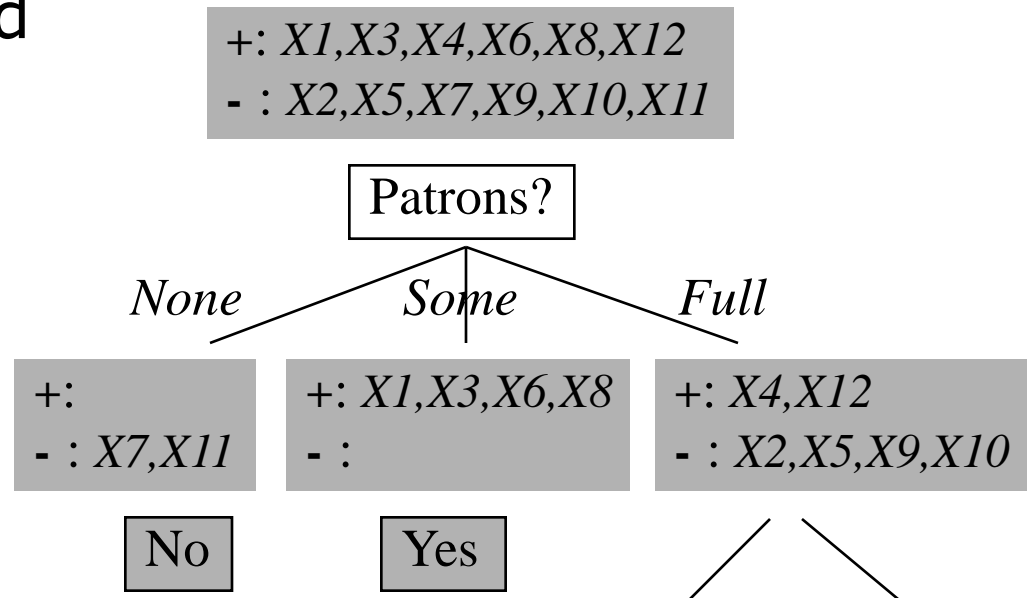 d
+: X1,X3,X4,X6,X8,X12
- : X2,X5,X7,X9,X10,X11
Patrons?
None Some Full
+:
- : X7,X11
+: X1,X3,X6,X8
- :
+: X4,X12
- : X2,X5,X9,X10
No
Yes